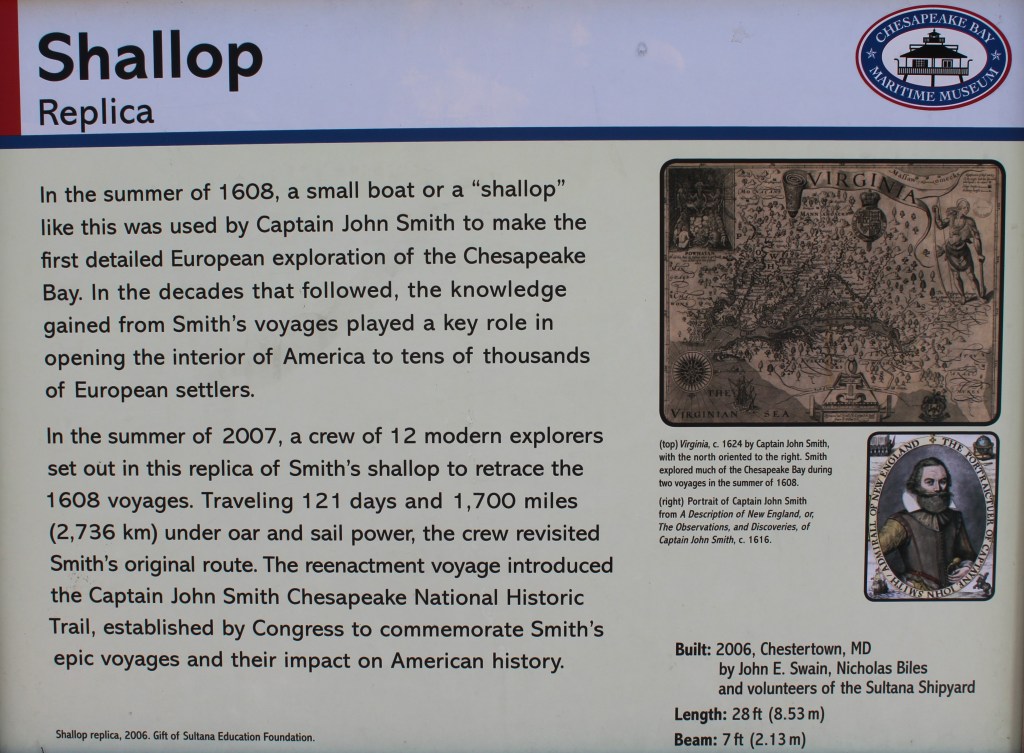 Shallop
Replica
CHESAPEAKE BAY
MARITIME MUSEUM
In the summer of 1608, a small boat or a “shallop”
like this was used by Captain John Smith to make the
first detailed European exploration of the Chesapeake
Bay. In the decades that followed, the knowledge
gained from Smith’s voyages played a key role in
opening the interior of America to tens of thousands
of European settlers.
In the summer of 2007, a crew of 12 modern explorers
set out in this replica of Smith’s shallop to retrace the
1608 voyages. Traveling 121 days and 1,700 miles
(2,736 km) under oar and sail power, the crew revisited
Smith’s original route. The reenactment voyage introduced
the Captain John Smith Chesapeake National Historic
Trail, established by Congress to commemorate Smith’s
epic voyages and their impact on American history.
Shallop replica, 2006. Gift of Sultana Education Foundation.
VIRGINIA
THE
VIRGINIAN SEA
(top) Virginia, c. 1624 by Captain John Smith,
with the north oriented to the right. Smith
explored much of the Chesapeake Bay during
two voyages in the summer of 1608.
(right) Portrait of Captain John Smith
from A Description of New England, or,
The Observations, and Discoveries, of
Captain John Smith, c. 1616.
THE PORTRAICTUER OF CAPTAYNE IOHN SMITH ADMIRALL OF NEW ENGLAND
Built: 2006, Chestertown, MD
by John E. Swain, Nicholas Biles
and volunteers of the Sultana Shipyard
Length: 28 ft (8.53 m)
Beam: 7 ft (2.13 m)